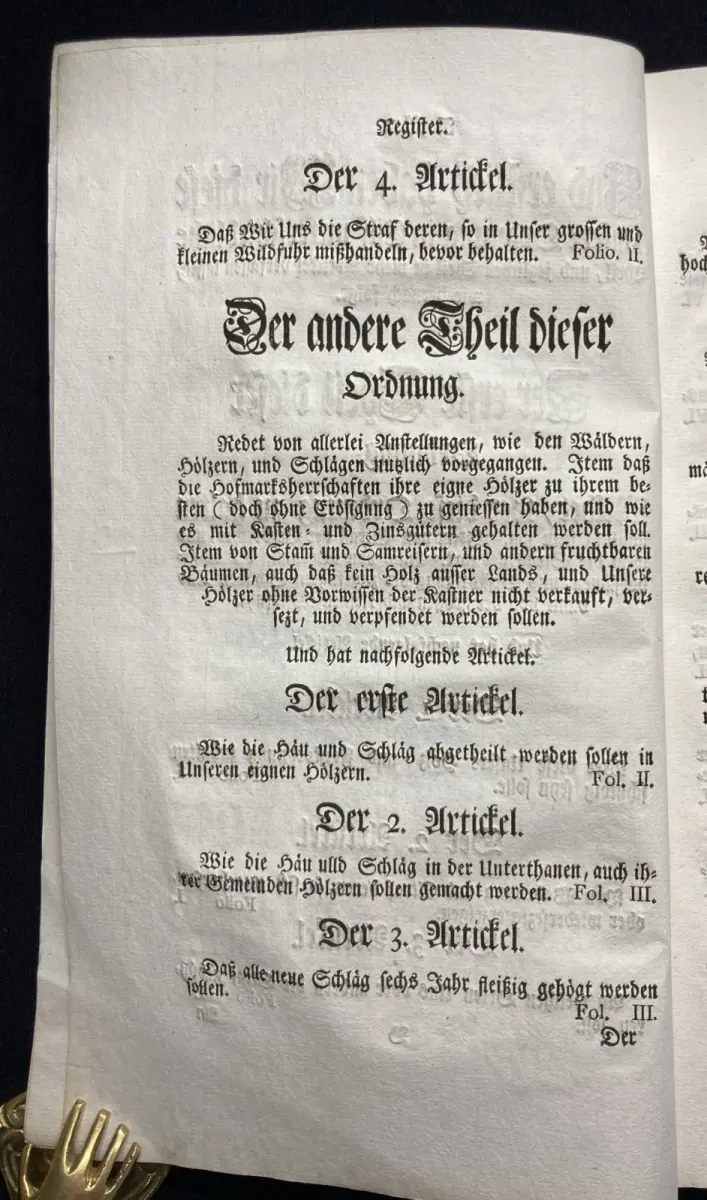 Register.
Der 4. Artickel.
Daß Wir Uns die Straf deren, so in Unser grossen und
kleinen Wildfuhr mißhandeln, bevor behalten. Folio. II.
Der andere Theil dieser
Ordnung.
Redet von allerlei Anstellungen, wie den Wäldern,
Hölzern, und Schlägen nutzlich vorgegangen. Item daß
die Hofmarksherrschaften ihre eigne Hölzer zu ihrem be-
sten (doch ohne Erösigung) zu geniessen haben, und wie
es mit Kasten- und Zinsgütern gehalten werden soll.
Item von Stam̄ und Samreisern, und andern fruchtbaren
Bäumen, auch daß kein Holz ausser Lands, und Unsere
Hölzer ohne Vorwissen der Kastner nicht verkauft, ver-
sezt, und verpfendet werden sollen.
Und hat nachfolgende Artickel.
Der erste Artickel.
Wie die Häu und Schläg abgetheilt werden sollen in
Unseren eignen Hölzern. Fol. II.
Der 2. Artickel.
Wie die Häu ulld Schläg in der Unterthanen, auch ih-
rer Gemeinden Hölzern sollen gemacht werden. Fol. III.
Der 3. Artickel.
Daß alle neue Schläg sechs Jahr fleißig gehögt werden
sollen. Fol. III.
Der
hoch